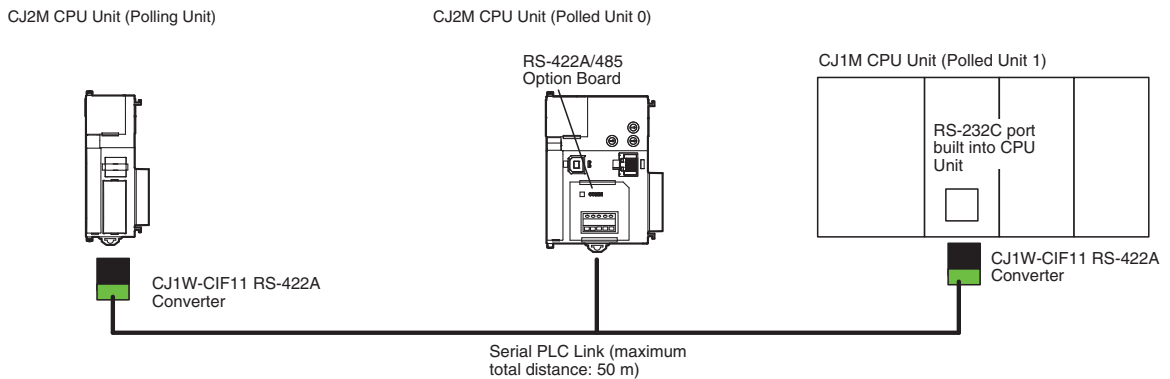 CJ2M CPU Unit (Polling Unit)
CJ2M CPU Unit (Polled Unit 0)
RS-422A/485
Option Board
CJ1M CPU Unit (Polled Unit 1)
RS-232C port
built into CPU
Unit
CJ1W-CIF11 RS-422A
Converter
CJ1W-CIF11 RS-422A
Converter
Serial PLC Link (maximum
total distance: 50 m)